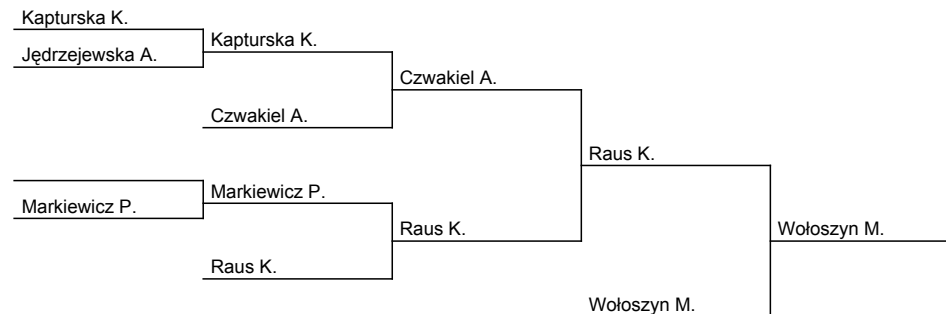 Kapturska K.
Kapturska K.
Jędrzejewska A.
Czwakiel A.
Czwakiel A.
Raus K.
Markiewicz P.
Markiewicz P.
Raus K.
Wołoszyn M.
Raus K.
Wołoszyn M.